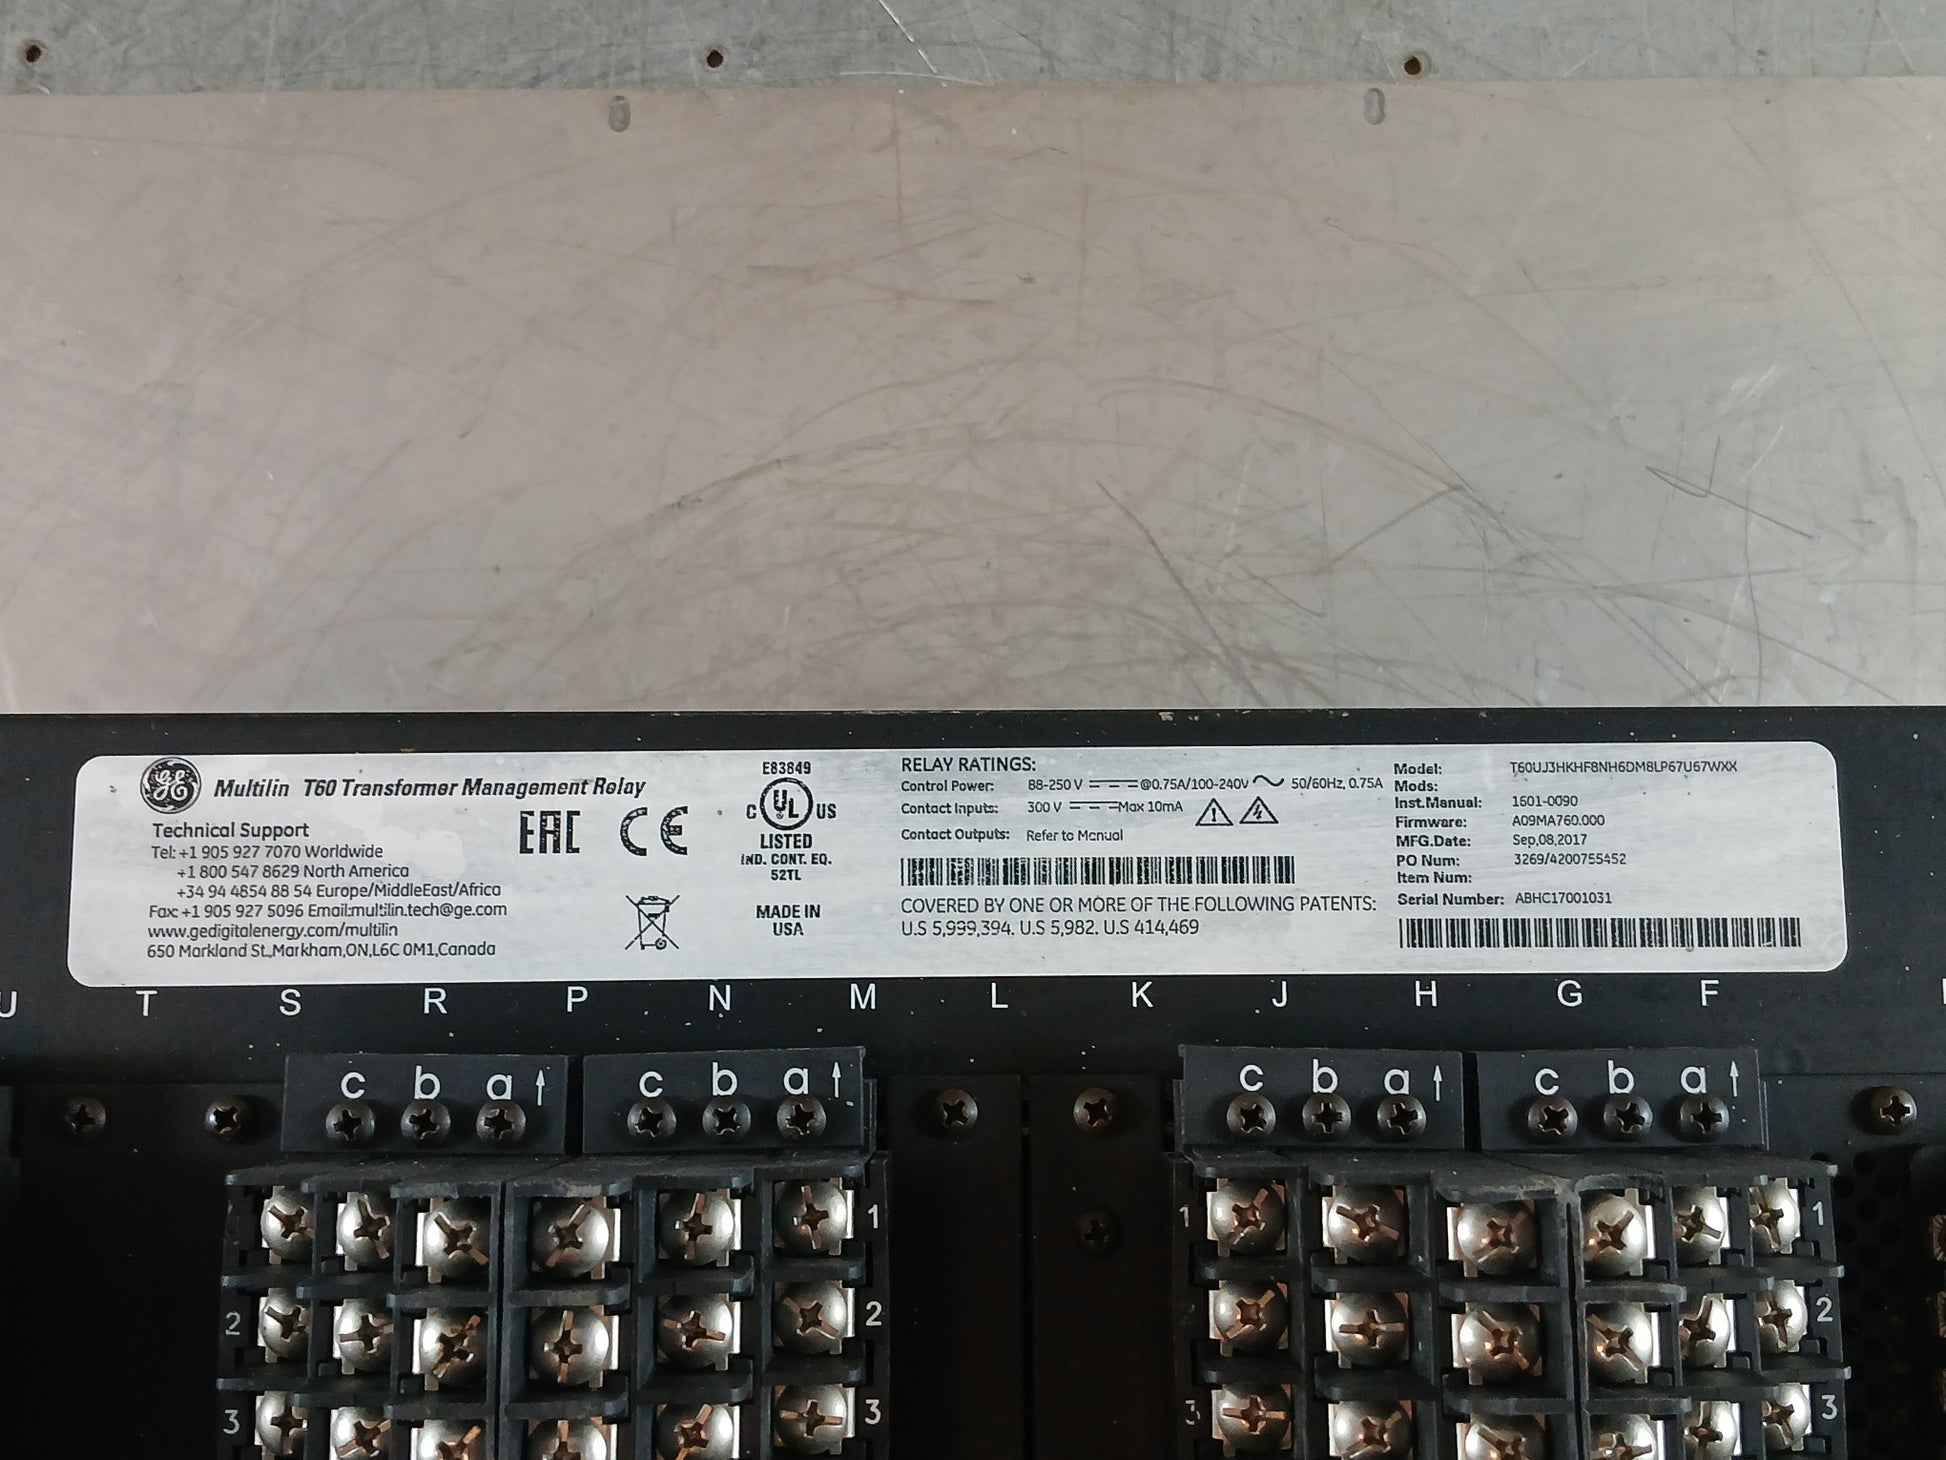 GE Multilin T60 Transformer Management Relay
Technical Support
Tel: +1 905 927 7070 Worldwide
+1 800 547 8629 North America
+34 94 4854 88 54 Europe/MiddleEast/Africa
Fax: +1 905 927 5096 Email:multilin.tech@ge.com
www.gedigitalenergy.com/multilin
650 Markland St.,Markham,ON,L6C 0M1,Canada
EAC CE
E83849
C UL US
LISTED
IND. CONT. EQ.
52TL
MADE IN
USA
RELAY RATINGS:
Control Power: 88-250 V @0.75A/100-240V 50/60Hz, 0.75A
Contact Inputs: 300 V Max 10mA
Contact Outputs: Refer to Manual
COVERED BY ONE OR MORE OF THE FOLLOWING PATENTS:
U.S 5,999,394. U.S 5,982. U.S 414,469
Model: T60UJ3HKHF8NH6DM8LP67U67WXX
Mods:
Inst.Manual: 1601-0090
Firmware: A09MA760.000
MFG.Date: Sep,08,2017
PO Num: 3269/4200755452
Item Num:
Serial Number: ABHC17001031
U T S R P N M L K J H G F
c b a ↑ c b a ↑ c b a ↑ c b a ↑
1 1 1
2 2 2
3 3 3 3